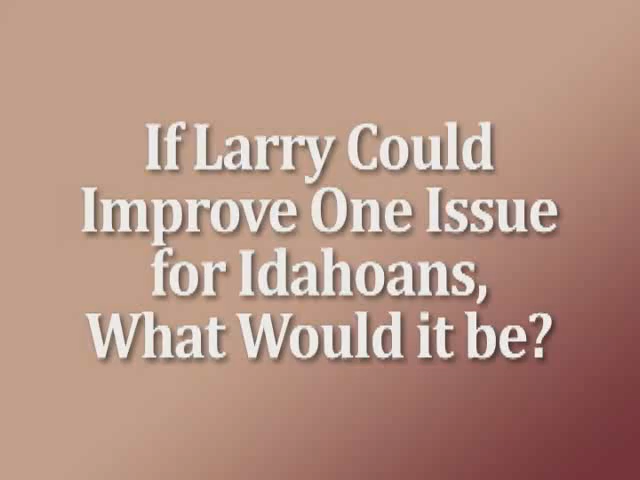 If Larry Could
Improve One Issue
for Idahoans,
What Would it be?